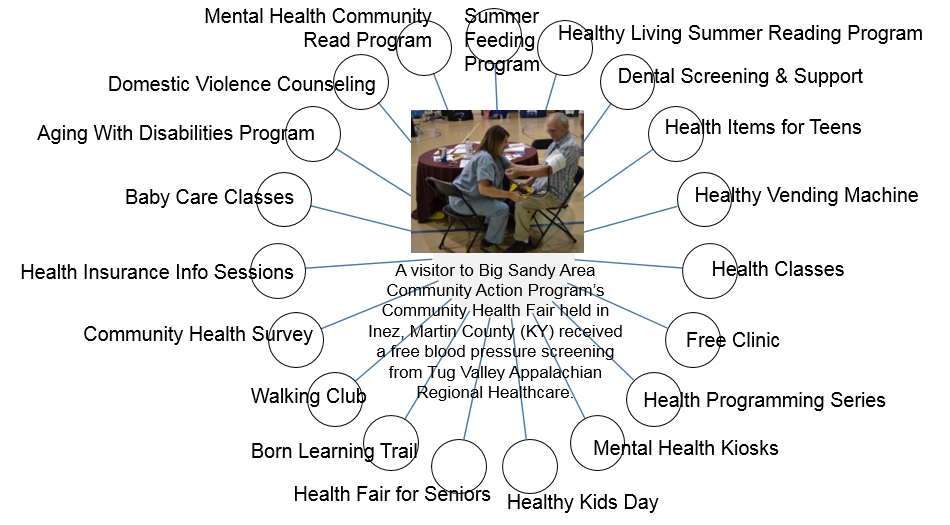 Mental Health Community
Read Program
Summer
Feeding
Program
Healthy Living Summer Reading Program
Domestic Violence Counseling
Dental Screening & Support
Aging With Disabilities Program
Health Items for Teens
Baby Care Classes
Healthy Vending Machine
Health Insurance Info Sessions
Health Classes
A visitor to Big Sandy Area
Community Action Program's
Community Health Fair held in
Inez, Martin County (KY) received
a free blood pressure screening
from Tug Valley Appalachian
Regional Healthcare.
Community Health Survey
Free Clinic
Walking Club
Health Programming Series
Born Learning Trail
Mental Health Kiosks
Health Fair for Seniors
Healthy Kids Day